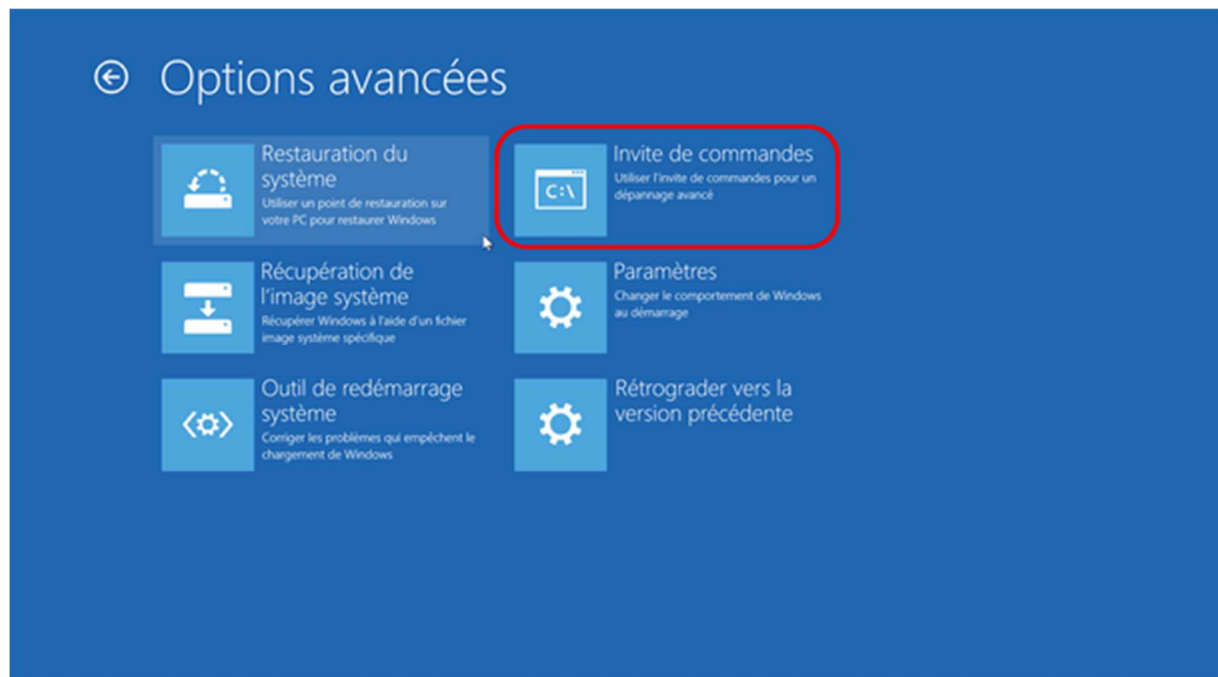 Options avancées
Restauration du
système
Utiliser un point de restauration sur
votre PC pour restaurer Windows
Invite de commandes
Utiliser l'invite de commandes pour un
dépannage avancé
C:\
Récupération de
l'image système
Récupérer Windows à l'aide d'un fichier
image système spécifique
Paramètres
Changer le comportement de Windows
au démarrage
Outil de redémarrage
système
Corriger les problèmes qui empêchent le
chargement de Windows
Rétrograder vers la
version précédente